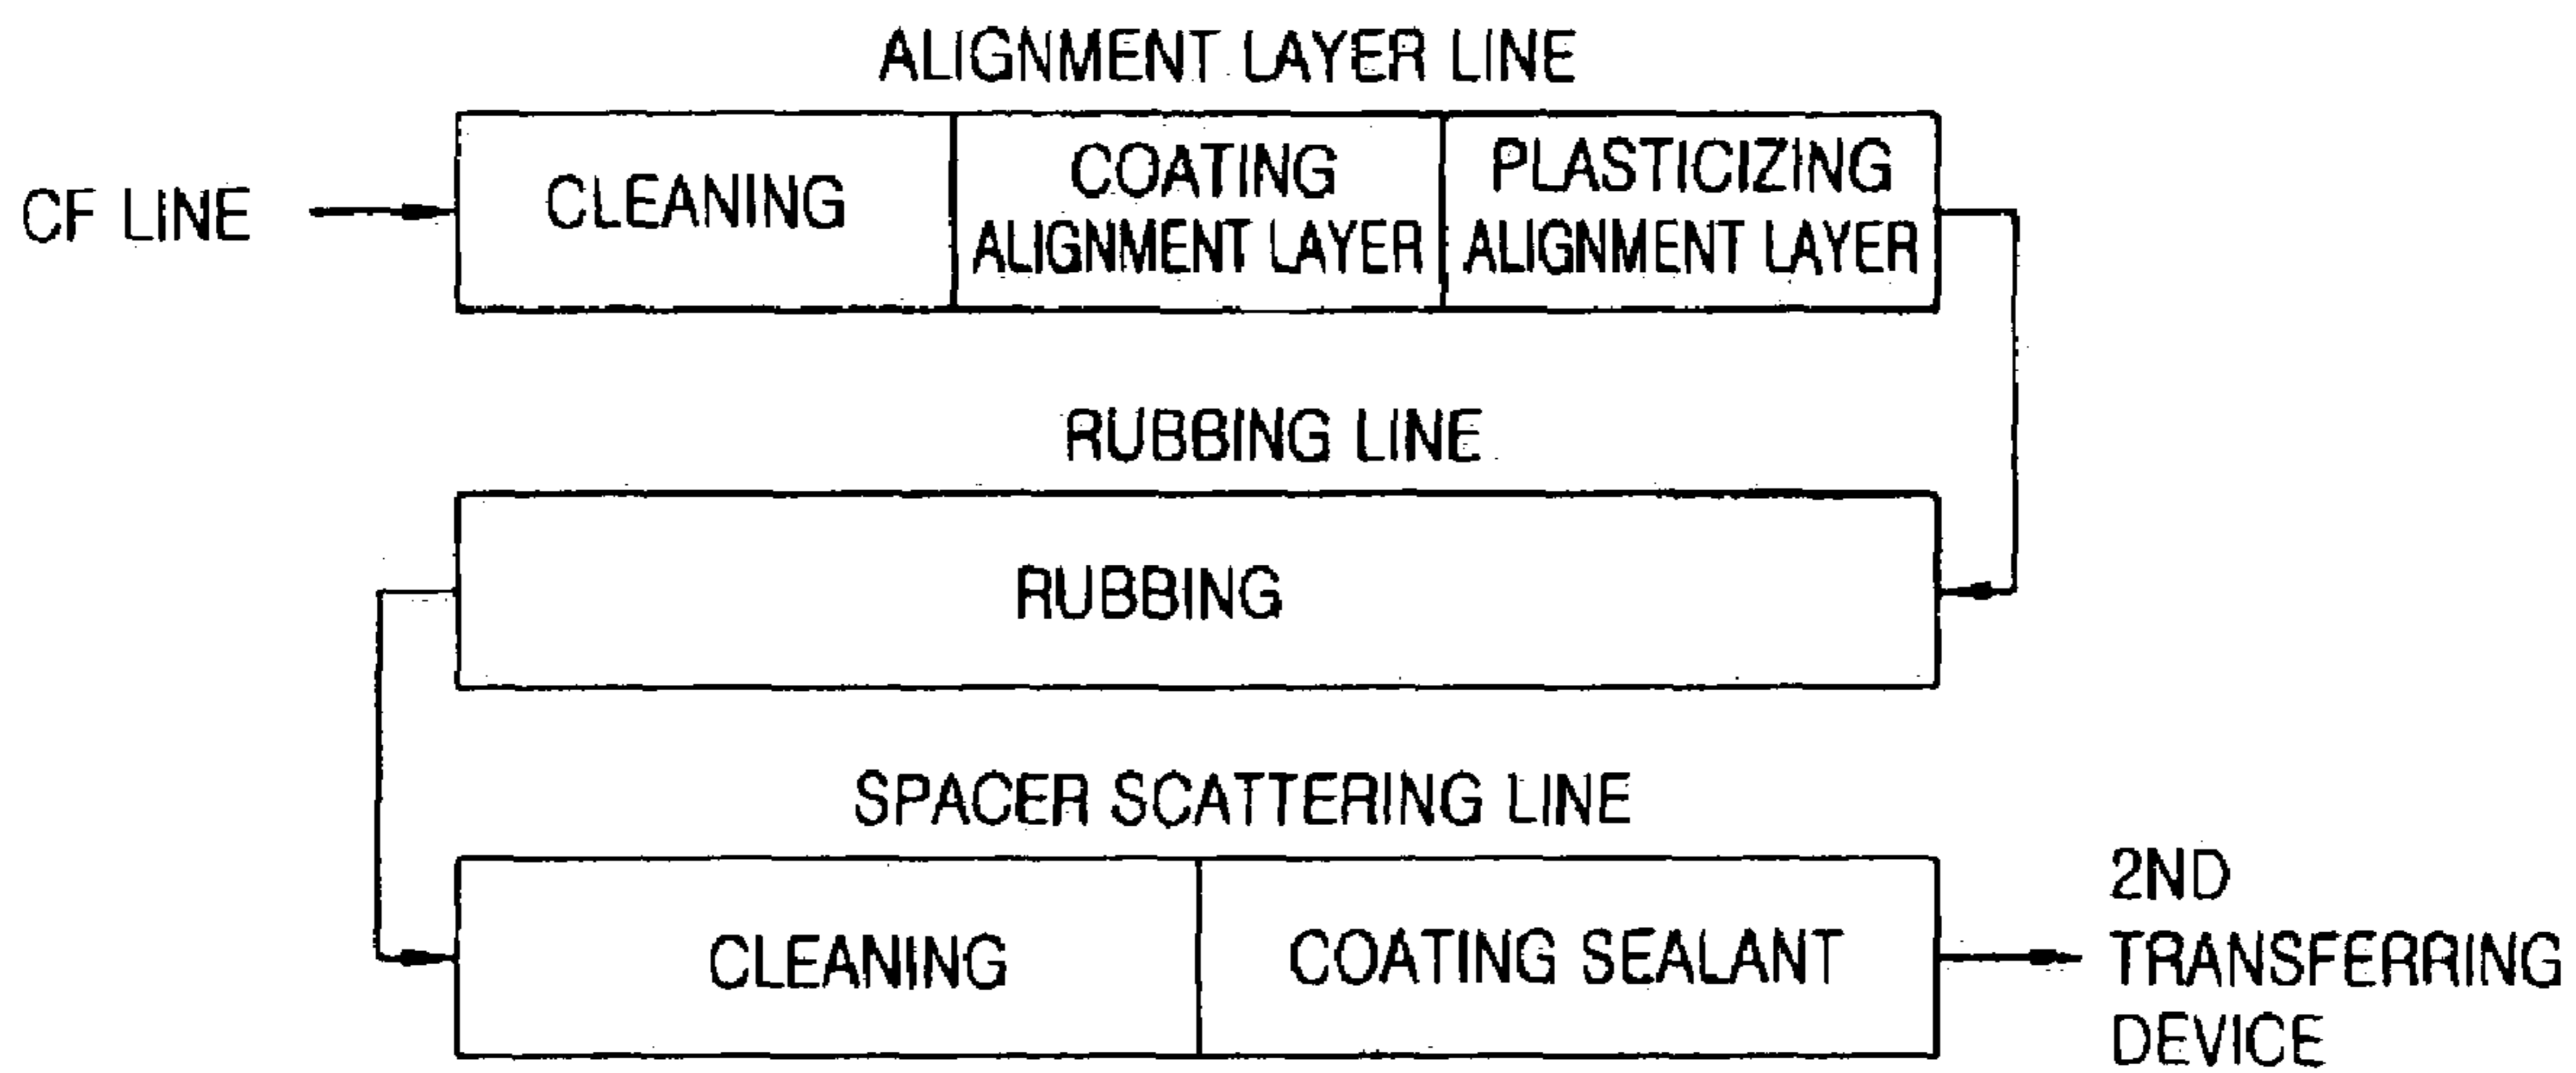 ALIGNMENT LAYER LINE
CF LINE
CLEANING
COATING
ALIGNMENT LAYER
PLASTICIZING
ALIGNMENT LAYER
RUBBING LINE
RUBBING
SPACER SCATTERING LINE
CLEANING
COATING SEALANT
2ND
TRANSFERRING
DEVICE